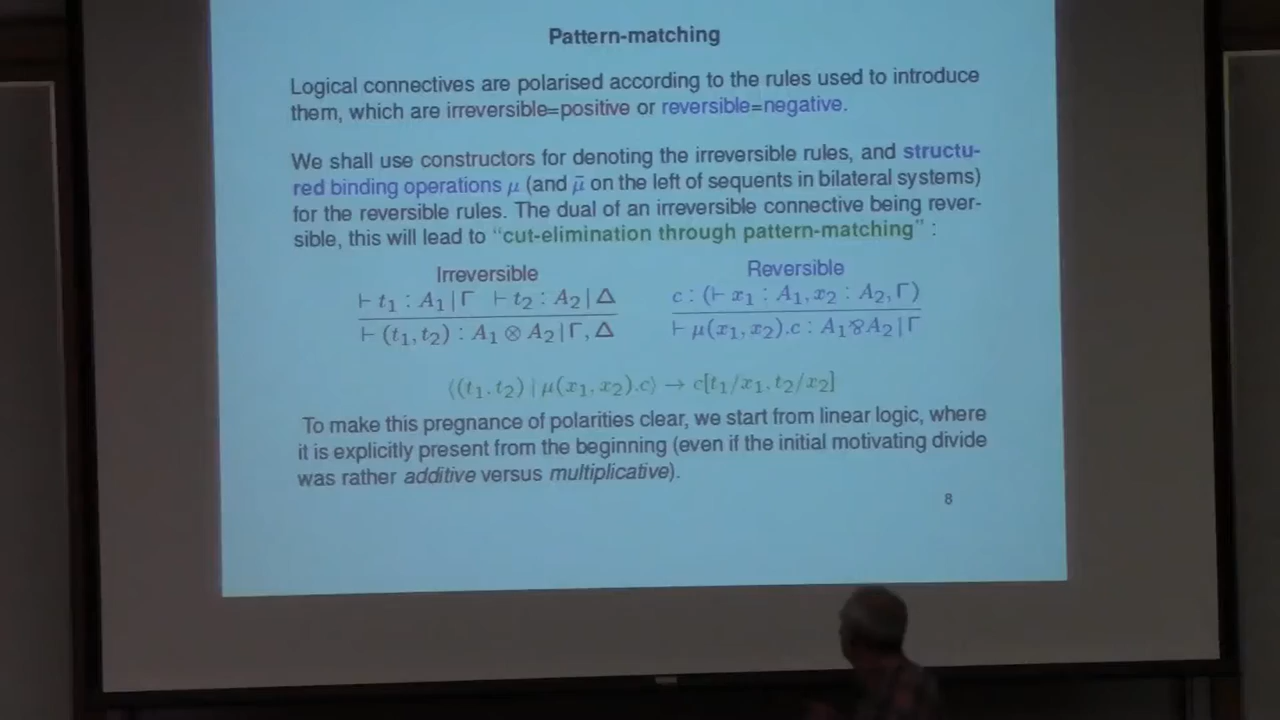 Pattern-matching
Logical connectives are polarised according to the rules used to introduce
them, which are irreversible=positive or reversible=negative.
We shall use constructors for denoting the irreversible rules, and structu-
red binding operations μ (and μ̃ on the left of sequents in bilateral systems)
for the reversible rules. The dual of an irreversible connective being rever-
sible, this will lead to “cut-elimination through pattern-matching” :
Irreversible
⊢ t₁ : A₁ | Γ ⊢ t₂ : A₂ | Δ
⊢ (t₁, t₂) : A₁ ⊗ A₂ | Γ, Δ
Reversible
c : (⊢ x₁ : A₁, x₂ : A₂, Γ)
⊢ μ(x₁, x₂).c : A₁⅋A₂ | Γ
⟨(t₁, t₂) | μ(x₁, x₂).c⟩ → c[t₁/x₁, t₂/x₂]
To make this pregnance of polarities clear, we start from linear logic, where
it is explicitly present from the beginning (even if the initial motivating divide
was rather additive versus multiplicative).
8